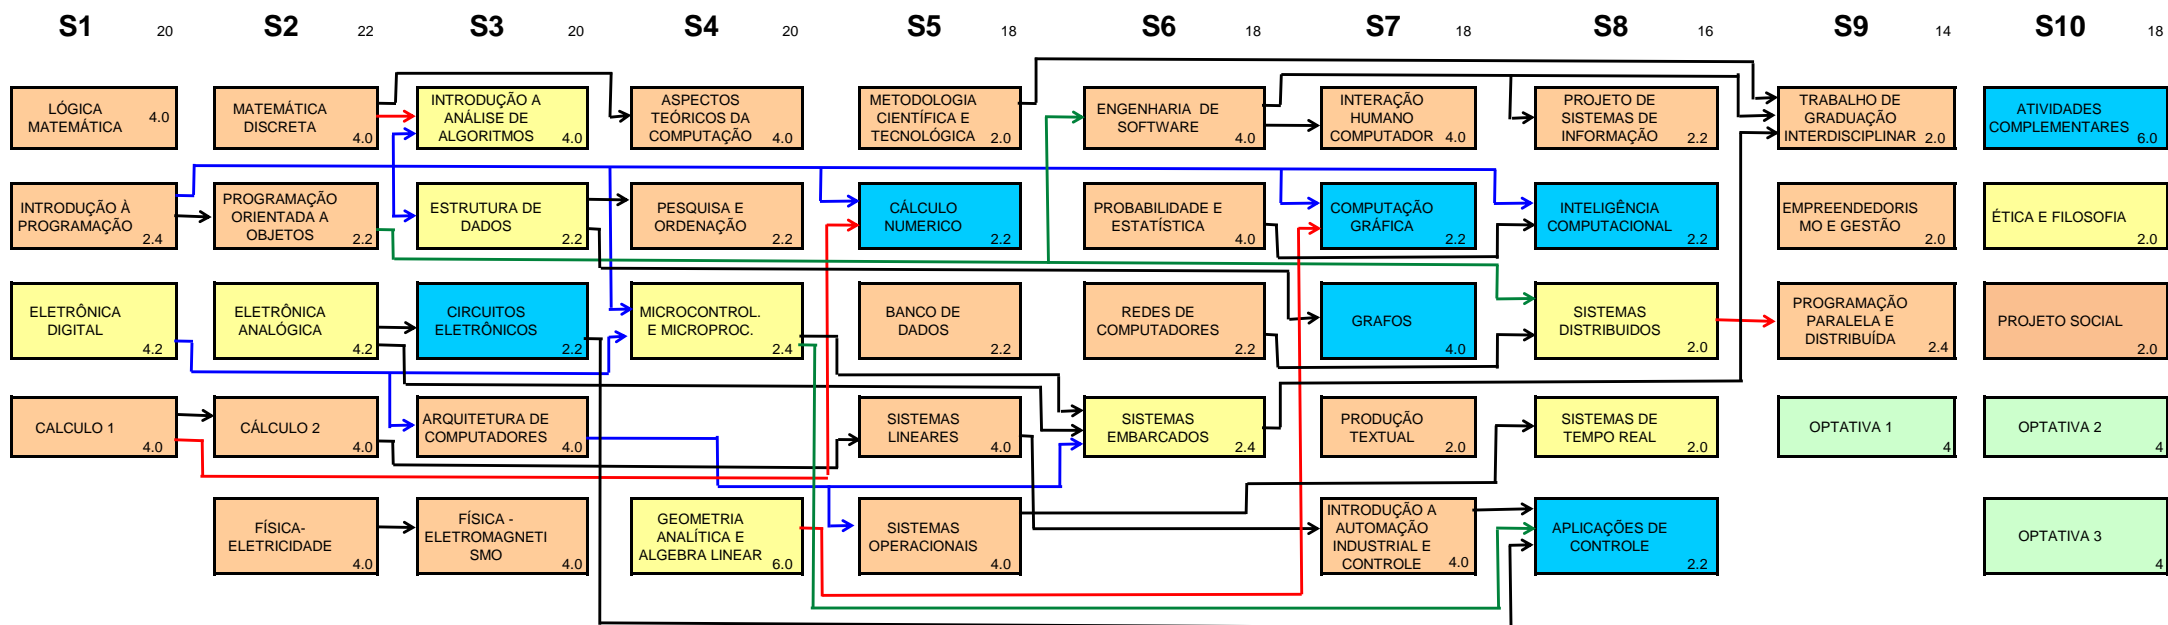 S1 20 S2 22 S3 20 S4 20 S5 18 S6 18 S7 18 S8 16 S9 14 S10 18
LÓGICA
MATEMÁTICA
4.0
MATEMÁTICA
DISCRETA
4.0
INTRODUÇÃO A
ANÁLISE DE
ALGORITMOS
4.0
ASPECTOS
TEÓRICOS DA
COMPUTAÇÃO
4.0
METODOLOGIA
CIENTÍFICA E
TECNOLÓGICA
2.0
ENGENHARIA DE
SOFTWARE
4.0
INTERAÇÃO
HUMANO
COMPUTADOR
4.0
PROJETO DE
SISTEMAS DE
INFORMAÇÃO
2.2
TRABALHO DE
GRADUAÇÃO
INTERDISCIPLINAR
2.0
ATIVIDADES
COMPLEMENTARES
6.0
INTRODUÇÃO À
PROGRAMAÇÃO
2.4
PROGRAMAÇÃO
ORIENTADA A
OBJETOS
2.2
ESTRUTURA DE
DADOS
2.2
PESQUISA E
ORDENAÇÃO
2.2
CÁLCULO
NUMERICO
2.2
PROBABILIDADE E
ESTATÍSTICA
4.0
COMPUTAÇÃO
GRÁFICA
2.2
INTELIGÊNCIA
COMPUTACIONAL
2.2
EMPREENDEDORIS
MO E GESTÃO
2.0
ÉTICA E FILOSOFIA
2.0
ELETRÔNICA
DIGITAL
4.2
ELETRÔNICA
ANALÓGICA
4.2
CIRCUITOS
ELETRÔNICOS
2.2
MICROCONTROL.
E MICROPROC.
2.4
BANCO DE
DADOS
2.2
REDES DE
COMPUTADORES
2.2
GRAFOS
4.0
SISTEMAS
DISTRIBUIDOS
2.0
PROGRAMAÇÃO
PARALELA E
DISTRIBUÍDA
2.4
PROJETO SOCIAL
2.0
CALCULO 1
4.0
CÁLCULO 2
4.0
ARQUITETURA DE
COMPUTADORES
4.0
SISTEMAS
LINEARES
4.0
SISTEMAS
EMBARCADOS
2.4
PRODUÇÃO
TEXTUAL
2.0
SISTEMAS DE
TEMPO REAL
2.0
OPTATIVA 1
4
OPTATIVA 2
4
FÍSICA-
ELETRICIDADE
4.0
FÍSICA -
ELETROMAGNETI
SMO
4.0
GEOMETRIA
ANALÍTICA E
ALGEBRA LINEAR
6.0
SISTEMAS
OPERACIONAIS
4.0
INTRODUÇÃO A
AUTOMAÇÃO
INDUSTRIAL E
CONTROLE
4.0
APLICAÇÕES DE
CONTROLE
2.2
OPTATIVA 3
4